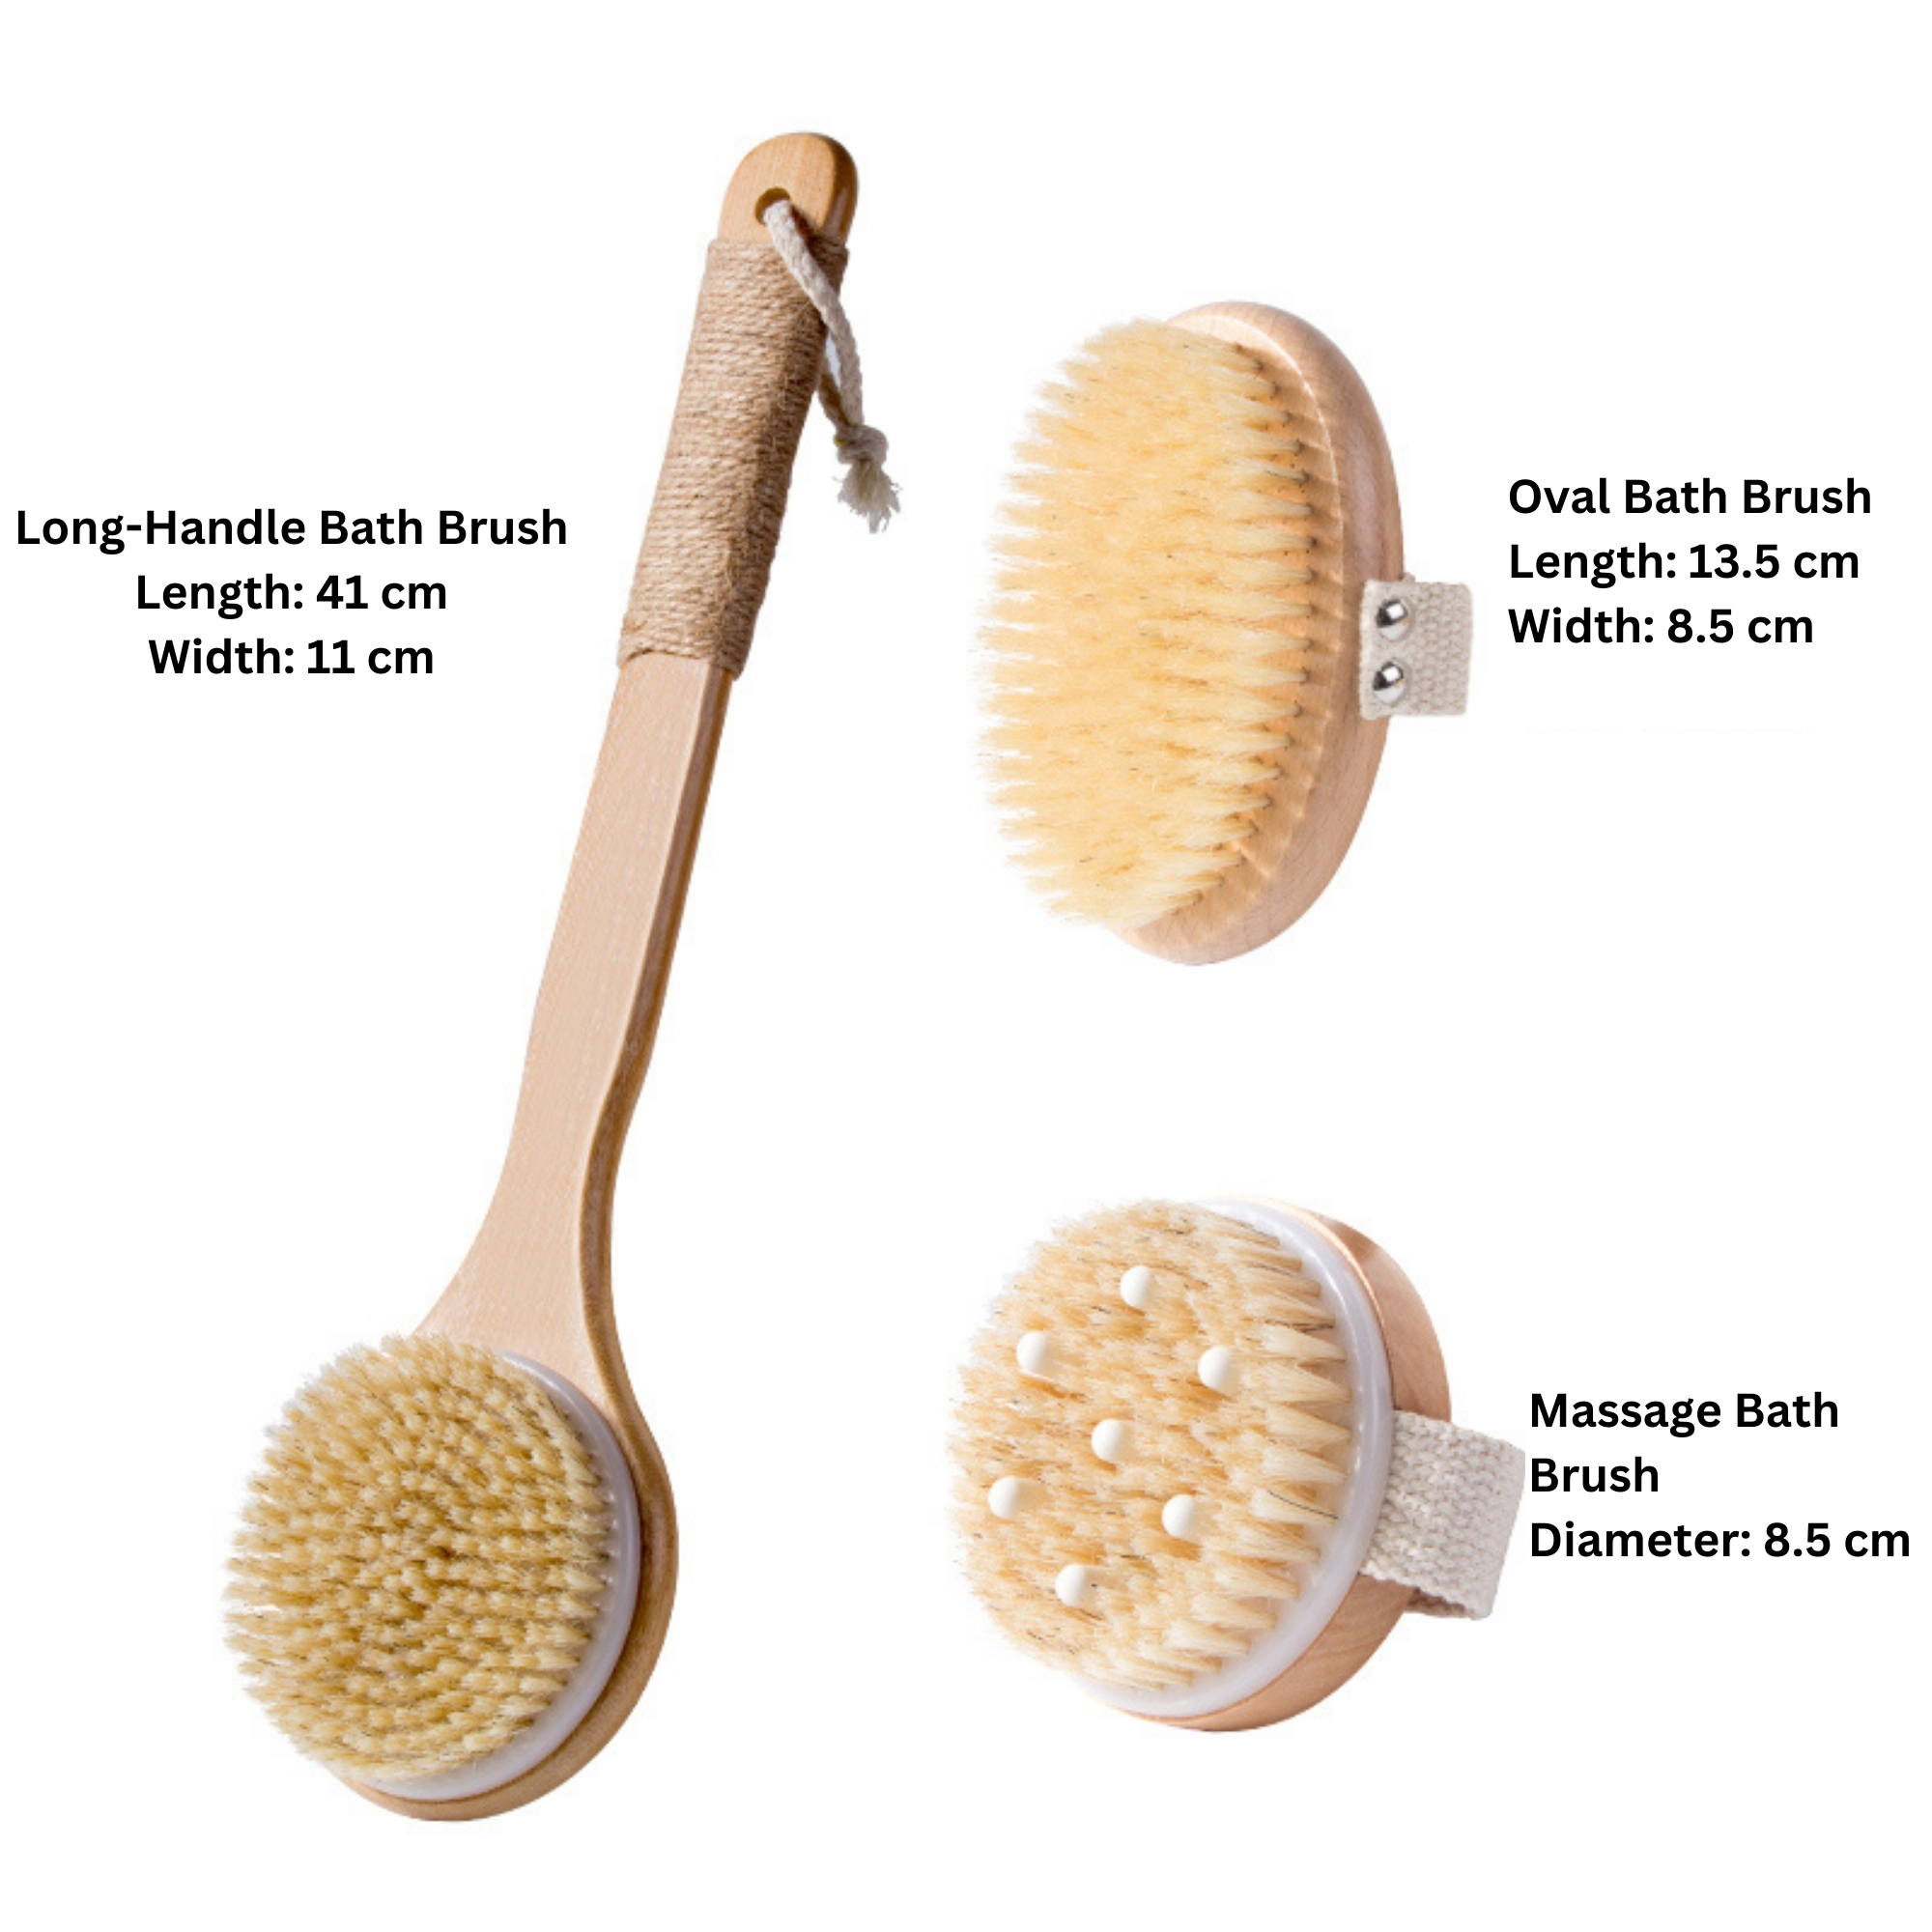 Long-Handle Bath Brush
Length: 41 cm
Width: 11 cm
Oval Bath Brush
Length: 13.5 cm
Width: 8.5 cm
Massage Bath
Brush
Diameter: 8.5 cm